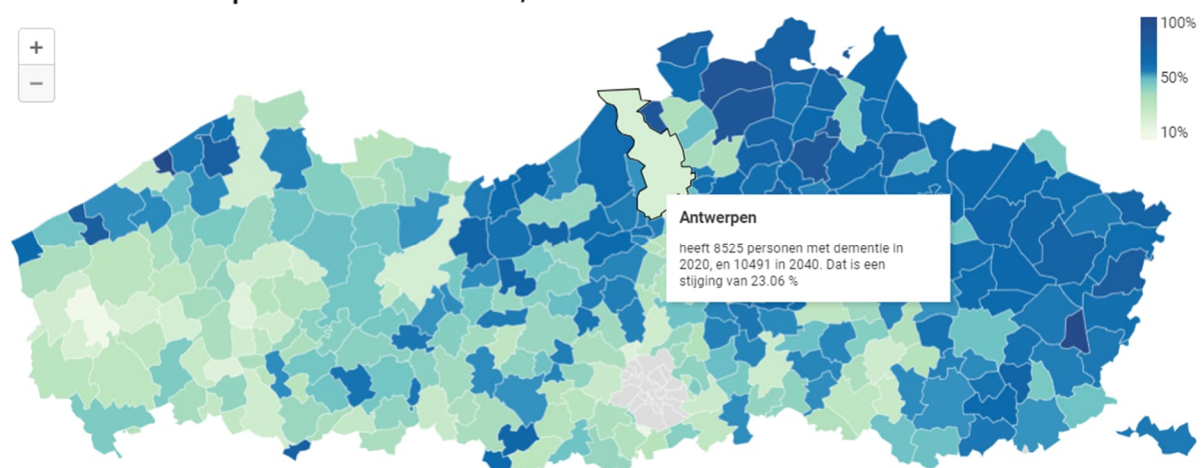 +
−
100%
50%
10%
Antwerpen
heeft 8525 personen met dementie in
2020, en 10491 in 2040. Dat is een
stijging van 23.06 %